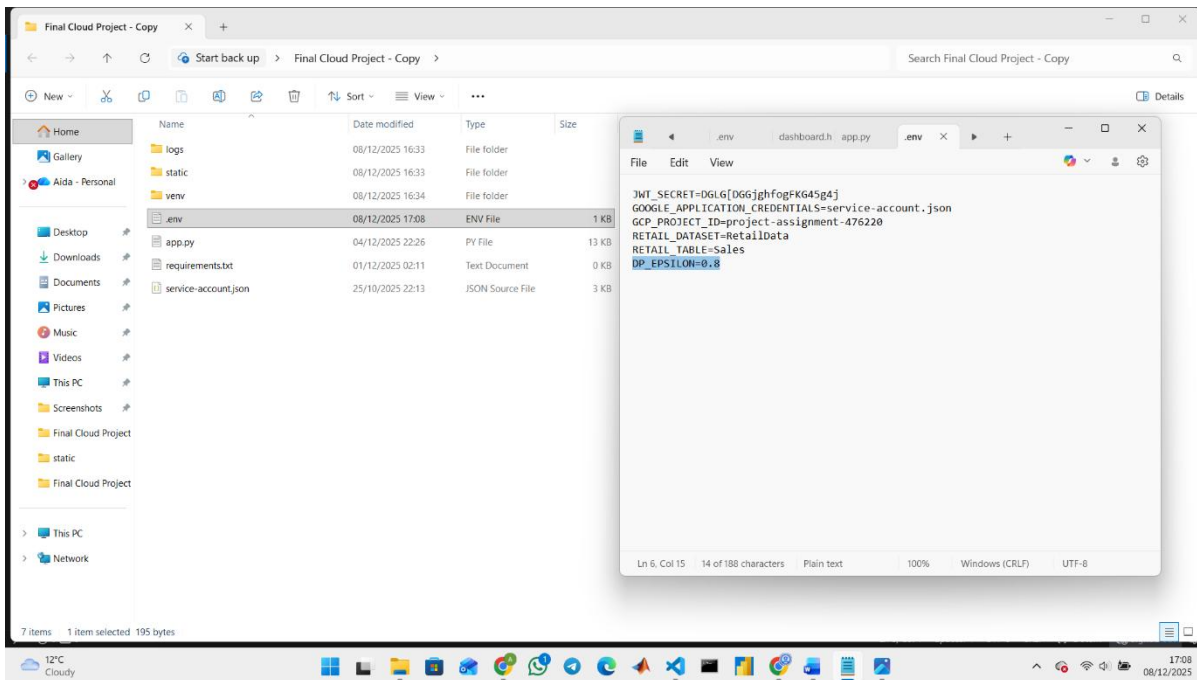 Final Cloud Project - Copy
Start back up > Final Cloud Project - Copy >
Search Final Cloud Project - Copy
New
Sort
View
Details
Home
Gallery
Aida - Personal
Desktop
Downloads
Documents
Pictures
Music
Videos
This PC
Screenshots
Final Cloud Project
static
Final Cloud Project
This PC
Network
Name Date modified Type Size
logs 08/12/2025 16:33 File folder
static 08/12/2025 16:33 File folder
venv 08/12/2025 16:34 File folder
.env 08/12/2025 17:08 ENV File 1 KB
app.py 04/12/2025 22:26 PY File 13 KB
requirements.txt 01/12/2025 02:11 Text Document 0 KB
service-account.json 25/10/2025 22:13 JSON Source File 3 KB
.env dashboard.h app.py .env
File Edit View
JWT_SECRET=DGLG[DGGjghfogFKG45g4j
GOOGLE_APPLICATION_CREDENTIALS=service-account.json
GCP_PROJECT_ID=project-assignment-476220
RETAIL_DATASET=RetailData
RETAIL_TABLE=Sales
DP_EPSILON=0.8
Ln 6, Col 15 14 of 188 characters Plain text 100% Windows (CRLF) UTF-8
7 items 1 item selected 195 bytes
12°C
Cloudy
17:08
08/12/2025